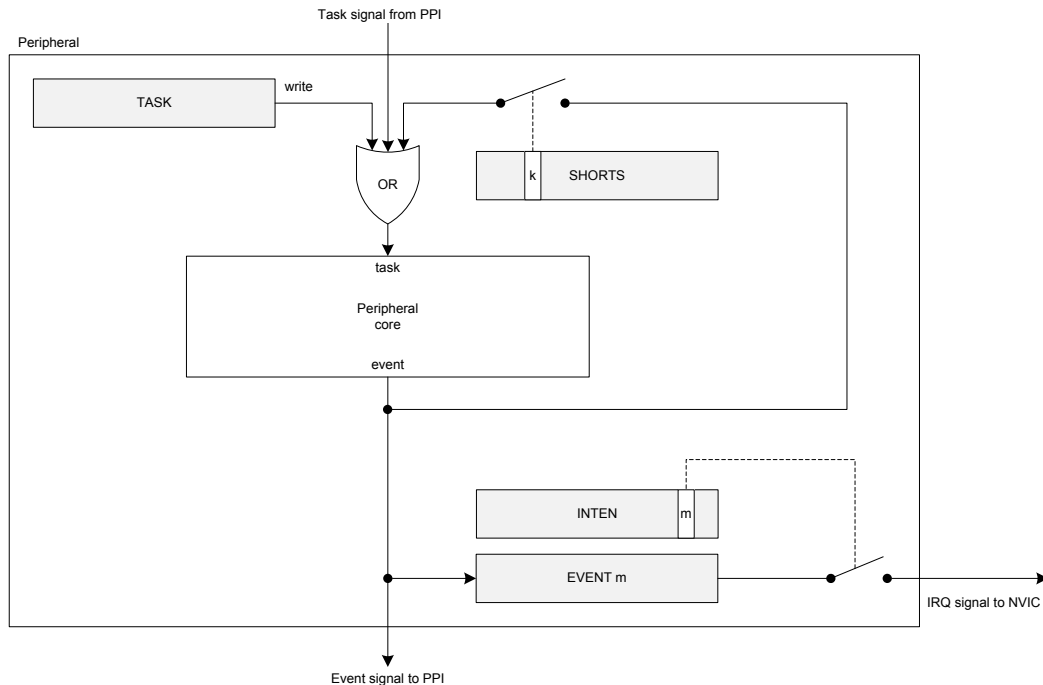 Task signal from PPI
Peripheral
write
TASK
k
SHORTS
OR
task
Peripheral
core
event
INTEN
m
EVENT m
IRQ signal to NVIC
Event signal to PPI